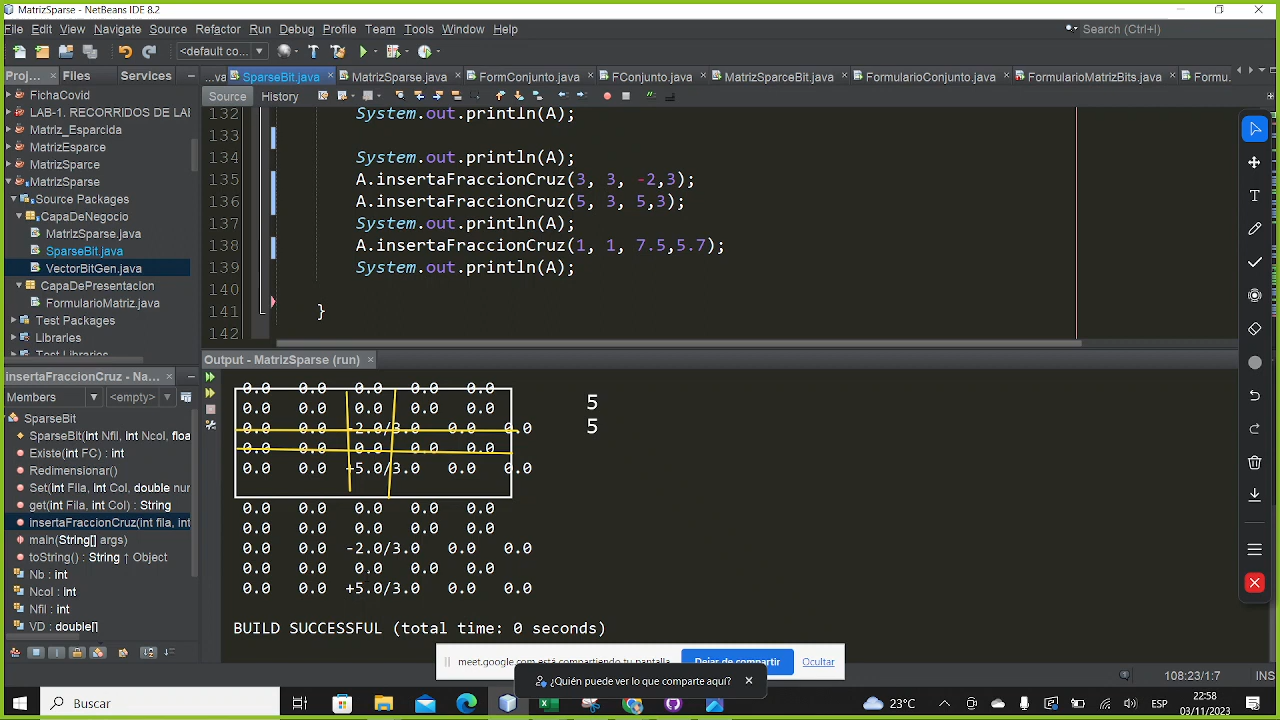 MatrizSparse - NetBeans IDE 8.2
File Edit View Navigate Source Refactor Run Debug Profile Team Tools Window Help
Search (Ctrl+I)
<default co...
Proj... Files Services
...va SparseBit.java MatrizSparse.java FormConjunto.java FConjunto.java MatrizSparceBit.java FormularioConjunto.java FormularioMatrizBits.java Formu...
Source History
FichaCovid
LAB-1. RECORRIDOS DE LAI
Matriz_Esparcida
MatrizEsparce
MatrizSparce
MatrizSparse
Source Packages
CapaDeNegocio
MatrizSparse.java
SparseBit.java
VectorBitGen.java
CapaDePresentacion
FormularioMatriz.java
Test Packages
Libraries
Test Libraries
132 System.out.println(A);
133
134 System.out.println(A);
135 A.insertaFraccionCruz(3, 3, -2,3);
136 A.insertaFraccionCruz(5, 3, 5,3);
137 System.out.println(A);
138 A.insertaFraccionCruz(1, 1, 7.5,5.7);
139 System.out.println(A);
140
141 }
142
insertaFraccionCruz - Na...
Members <empty>
SparseBit
SparseBit(int Nfil, int Ncol, floa
Existe(int FC) : int
Redimensionar()
Set(int Fila, int Col, double nur
get(int Fila, int Col) : String
insertaFraccionCruz(int fila, int
main(String[] args)
toString() : String ↑ Object
Nb : int
Ncol : int
Nfil : int
VD : double[]
Output - MatrizSparse (run)
0.0 0.0 0.0 0.0 0.0
0.0 0.0 0.0 0.0 0.0
0.0 0.0 -2.0/3.0 0.0 0.0
0.0 0.0 0.0 0.0 0.0
0.0 0.0 +5.0/3.0 0.0 0.0
5
5
0.0 0.0 0.0 0.0 0.0
0.0 0.0 0.0 0.0 0.0
0.0 0.0 -2.0/3.0 0.0 0.0
0.0 0.0 0.0 0.0 0.0
0.0 0.0 +5.0/3.0 0.0 0.0
BUILD SUCCESSFUL (total time: 0 seconds)
meet.google.com está compartiendo tu pantalla. Dejar de compartir Ocultar
¿Quién puede ver lo que comparte aquí?
108:23/1:7 INS
Buscar
23°C
22:58
03/11/2023